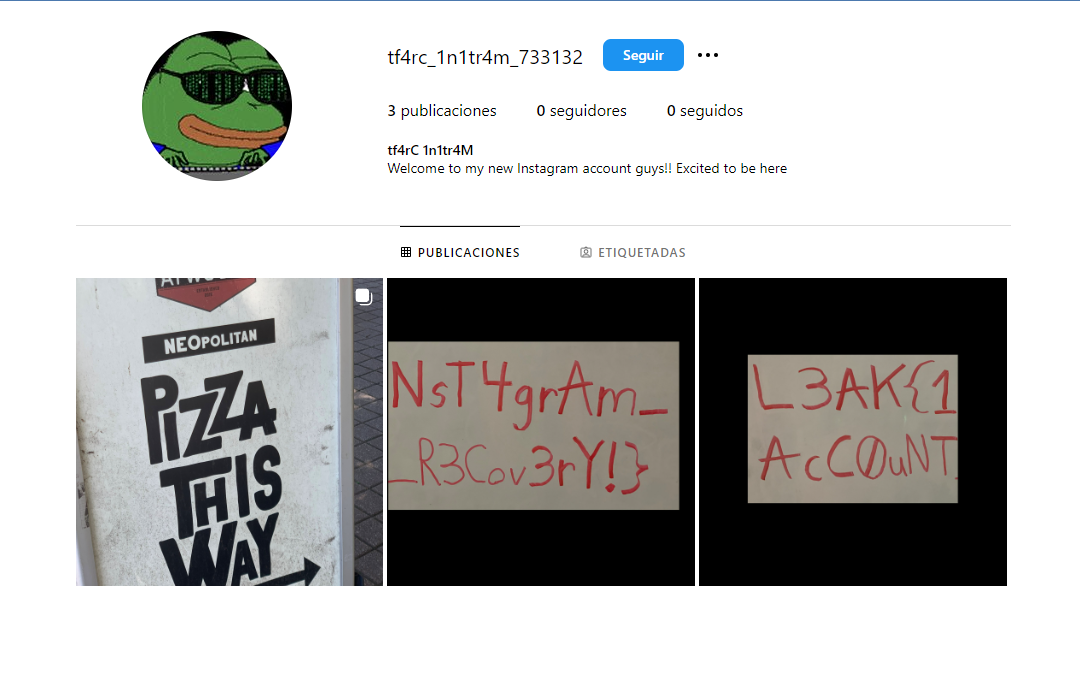 tf4rc_1n1tr4m_733132
Seguir
3 publicaciones
0 seguidores
0 seguidos
tf4rC 1n1tr4M
Welcome to my new Instagram account guys!! Excited to be here
PUBLICACIONES
ETIQUETADAS
NEOPOLITAN
PIZZA
THIS
WAY
NsT4grAm_
_R3Cov3rY!}
L3AK{1
AcC0uNT